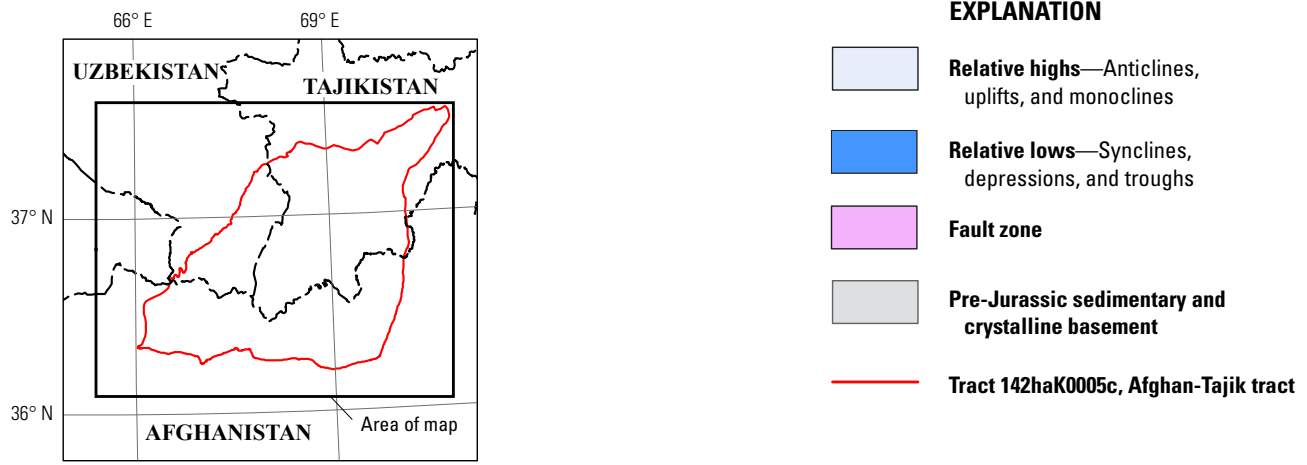 66° E
69° E
UZBEKISTAN
TAJIKISTAN
37° N
36° N
AFGHANISTAN
Area of map
EXPLANATION
Relative highs—Anticlines,
uplifts, and monoclines
Relative lows—Synclines,
depressions, and troughs
Fault zone
Pre-Jurassic sedimentary and
crystalline basement
Tract 142haK0005c, Afghan-Tajik tract